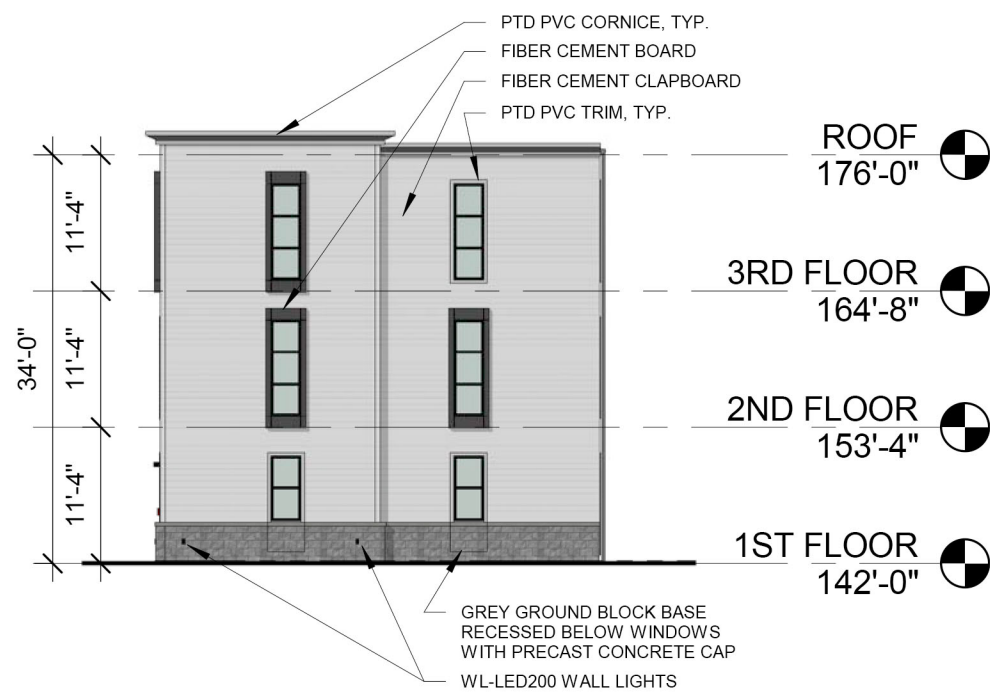 PTD PVC CORNICE, TYP.
FIBER CEMENT BOARD
FIBER CEMENT CLAPBOARD
PTD PVC TRIM, TYP.
ROOF
176'-0"
11'-4"
3RD FLOOR
164'-8"
34'-0"
11'-4"
2ND FLOOR
153'-4"
11'-4"
1ST FLOOR
142'-0"
GREY GROUND BLOCK BASE
RECESSED BELOW WINDOWS
WITH PRECAST CONCRETE CAP
WL-LED200 WALL LIGHTS